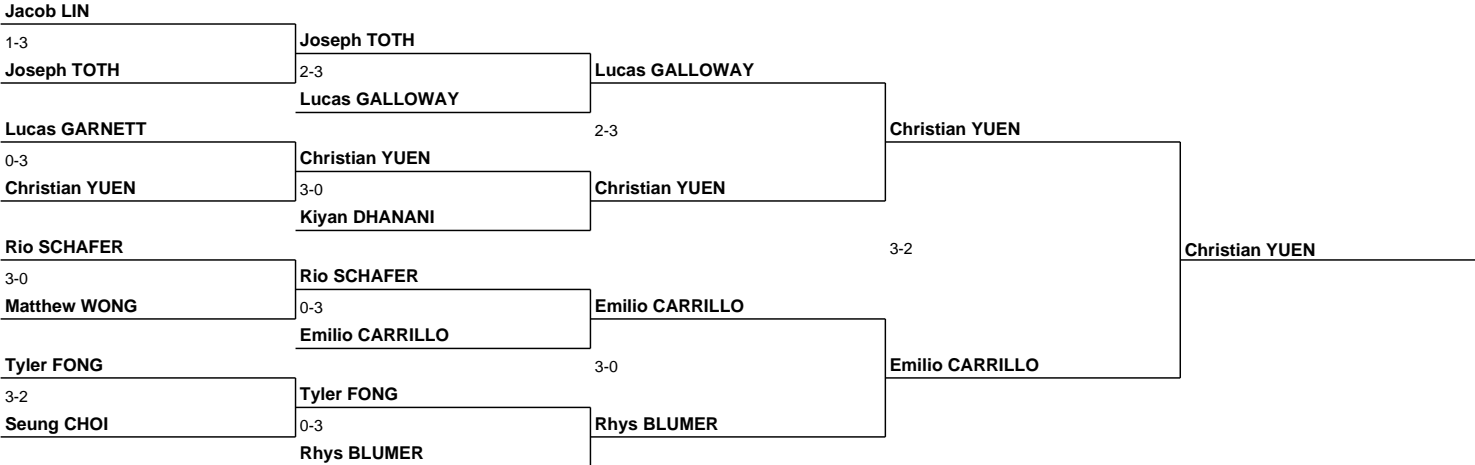 Jacob LIN
1-3
Joseph TOTH
Joseph TOTH
2-3
Lucas GALLOWAY
Lucas GALLOWAY
Lucas GARNETT
0-3
Christian YUEN
Christian YUEN
3-0
Kiyan DHANANI
2-3
Christian YUEN
Christian YUEN
Rio SCHAFER
3-0
Matthew WONG
Rio SCHAFER
0-3
Emilio CARRILLO
Emilio CARRILLO
Tyler FONG
3-2
Seung CHOI
Tyler FONG
0-3
Rhys BLUMER
3-0
Rhys BLUMER
Emilio CARRILLO
3-2
Christian YUEN